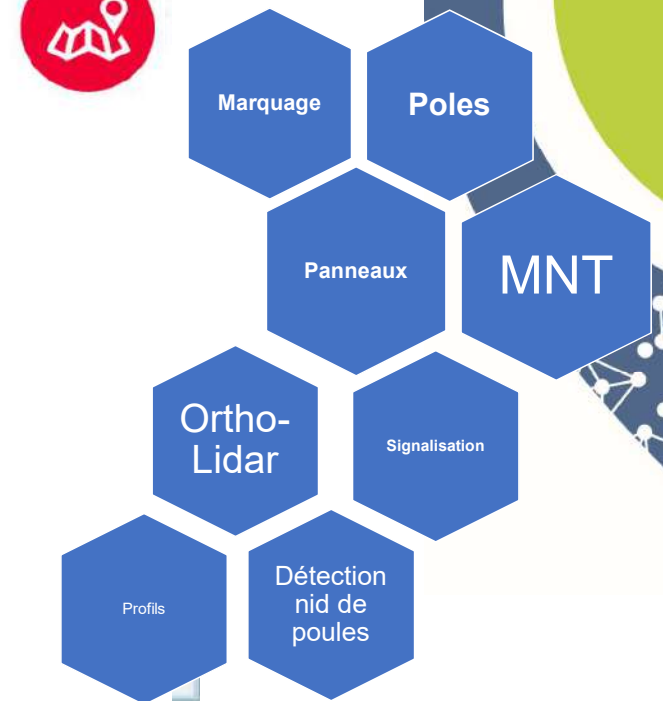 Marquage
Poles
Panneaux
MNT
Ortho-
Lidar
Signalisation
Profils
Détection
nid de
poules